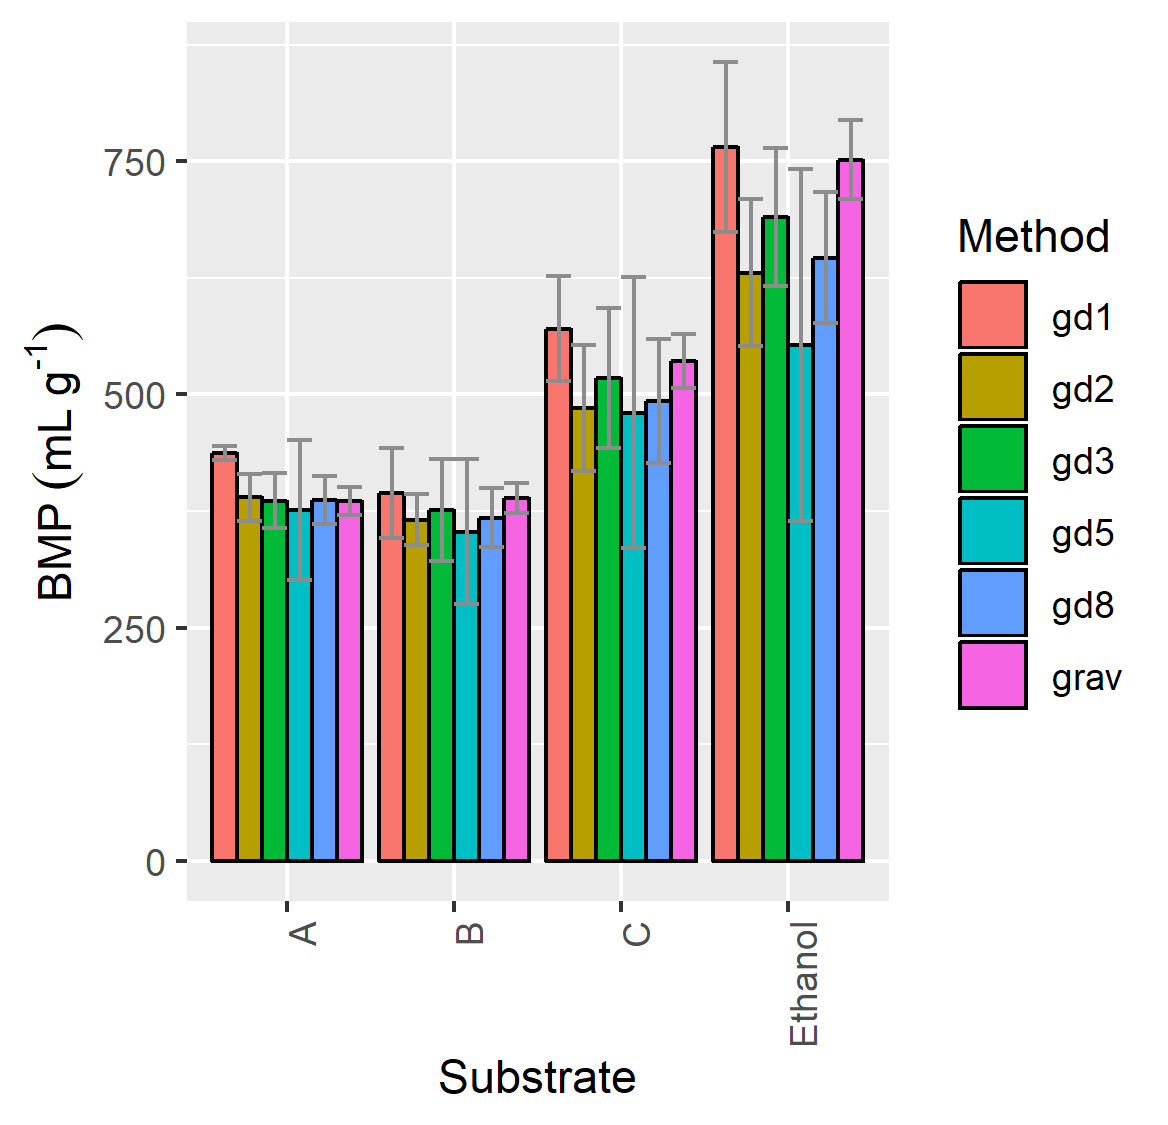 BMP (mL g⁻¹)
750
500
250
0
A
B
C
Ethanol
Substrate
Method
gd1
gd2
gd3
gd5
gd8
grav